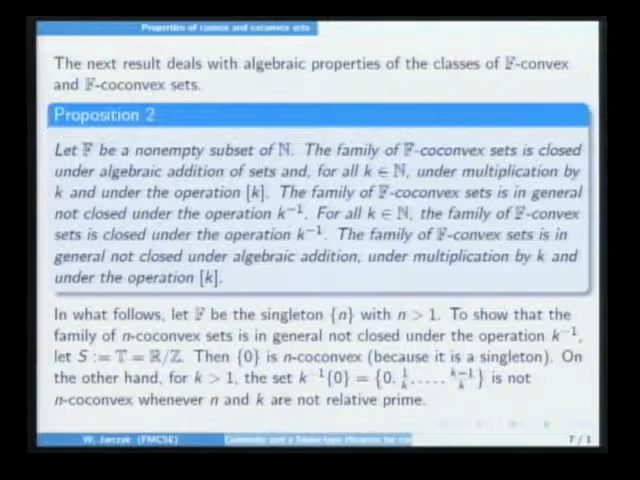 Properties of convex and coconvex sets
The next result deals with algebraic properties of the classes of 𝔽-convex
and 𝔽-coconvex sets.
Proposition 2
Let 𝔽 be a nonempty subset of ℕ. The family of 𝔽-coconvex sets is closed
under algebraic addition of sets and, for all k ∈ ℕ, under multiplication by
k and under the operation [k]. The family of 𝔽-coconvex sets is in general
not closed under the operation k⁻¹. For all k ∈ ℕ, the family of 𝔽-convex
sets is closed under the operation k⁻¹. The family of 𝔽-convex sets is in
general not closed under algebraic addition, under multiplication by k and
under the operation [k].
In what follows, let 𝔽 be the singleton {n} with n > 1. To show that the
family of n-coconvex sets is in general not closed under the operation k⁻¹,
let S := 𝕋 = ℝ/ℤ. Then {0} is n-coconvex (because it is a singleton). On
the other hand, for k > 1, the set k⁻¹{0} = {0, 1/k, ..., (k−1)/k} is not
n-coconvex whenever n and k are not relative prime.
W. Jarczyk (FMCSE)
Convexity and a Stone-type theorem for co
7 / 1